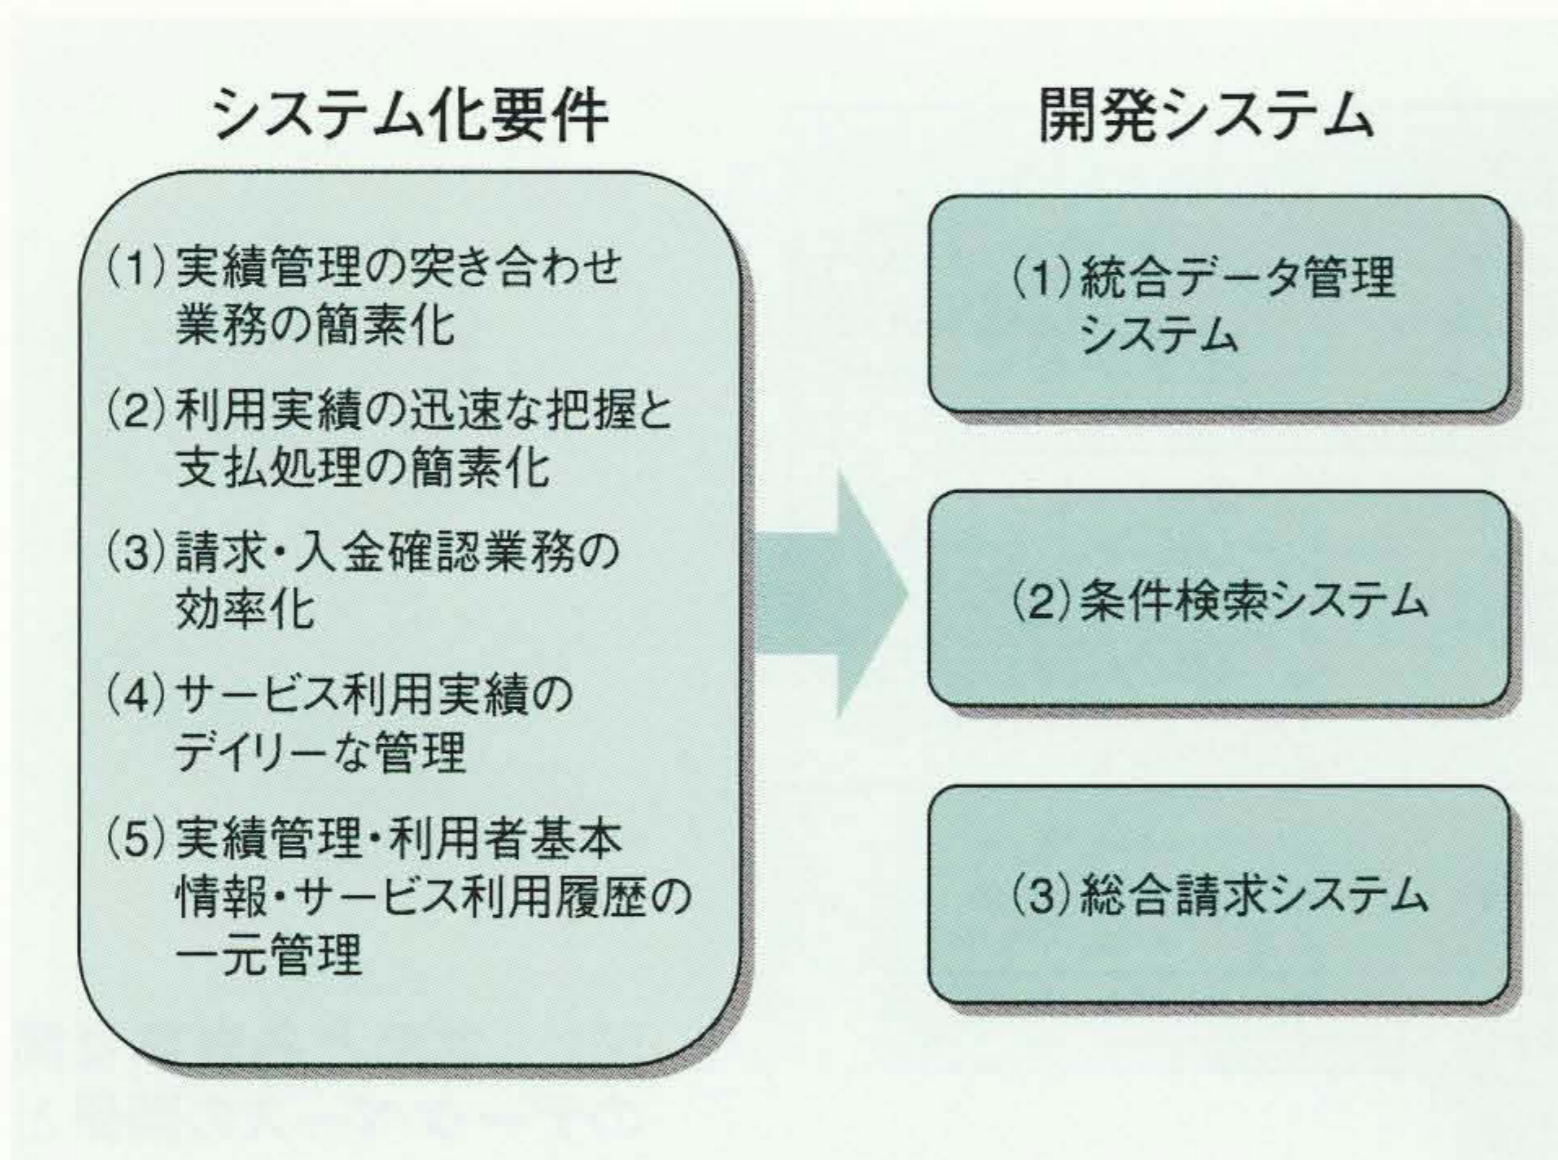 システム化要件
(1)実績管理の突き合わせ
業務の簡素化
(2)利用実績の迅速な把握と
支払処理の簡素化
(3)請求・入金確認業務の
効率化
(4)サービス利用実績の
デイリーな管理
(5)実績管理・利用者基本
情報・サービス利用履歴の
一元管理
開発システム
(1)統合データ管理
システム
(2)条件検索システム
(3)総合請求システム